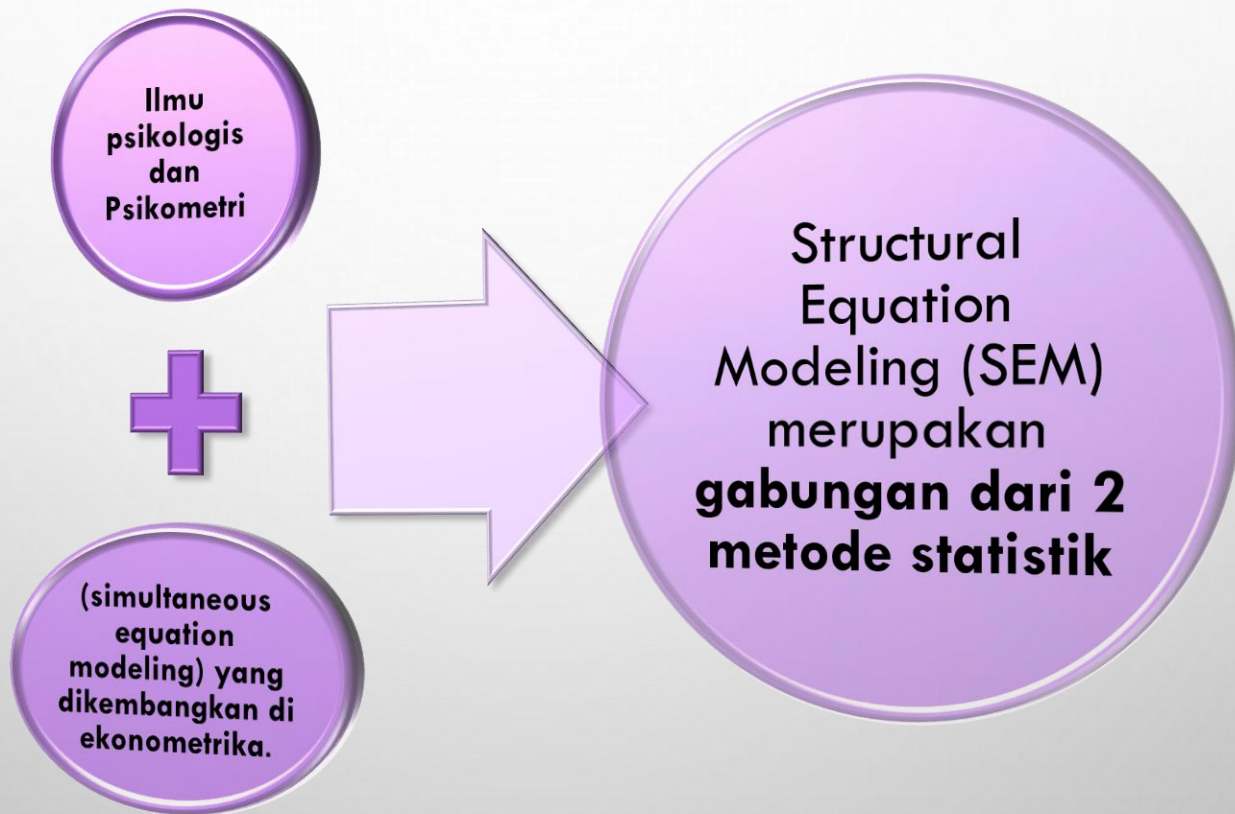 Ilmu
psikologis
dan
Psikometri
(simultaneous
equation
modeling) yang
dikembangkan di
ekonometrika.
Structural
Equation
Modeling (SEM)
merupakan
gabungan dari 2
metode statistik